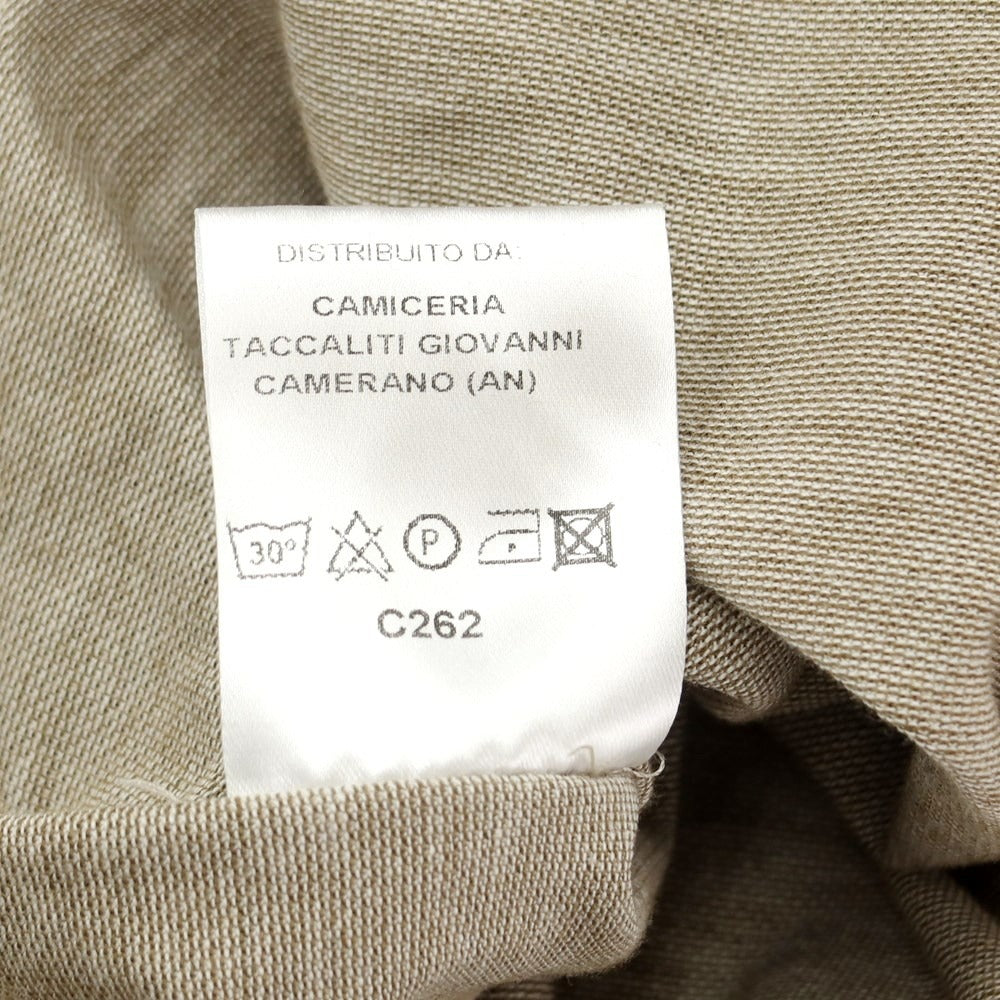 DISTRIBUITO DA:
CAMICERIA
TACCALITI GIOVANNI
CAMERANO (AN)
30° P
C262